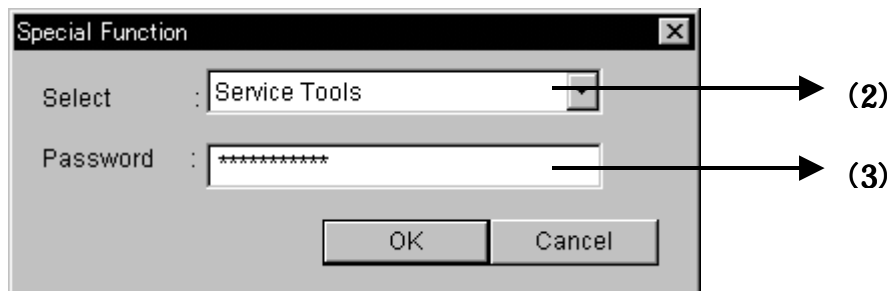 Special Function
Select : Service Tools (2)
Password : *********** (3)
OK Cancel